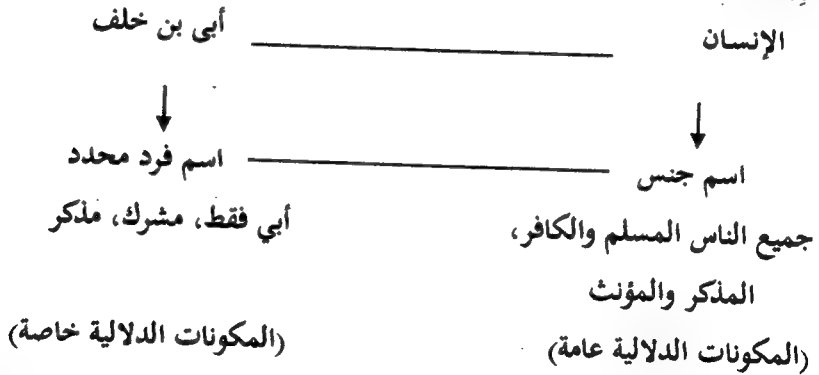 الإنسان
أبى بن خلف
اسم جنس
اسم فرد محدد
جميع الناس المسلم والكافر،
أبي فقط، مشرك، مذكر
المذكر والمؤنث
(المكونات الدلالية عامة)
(المكونات الدلالية خاصة)